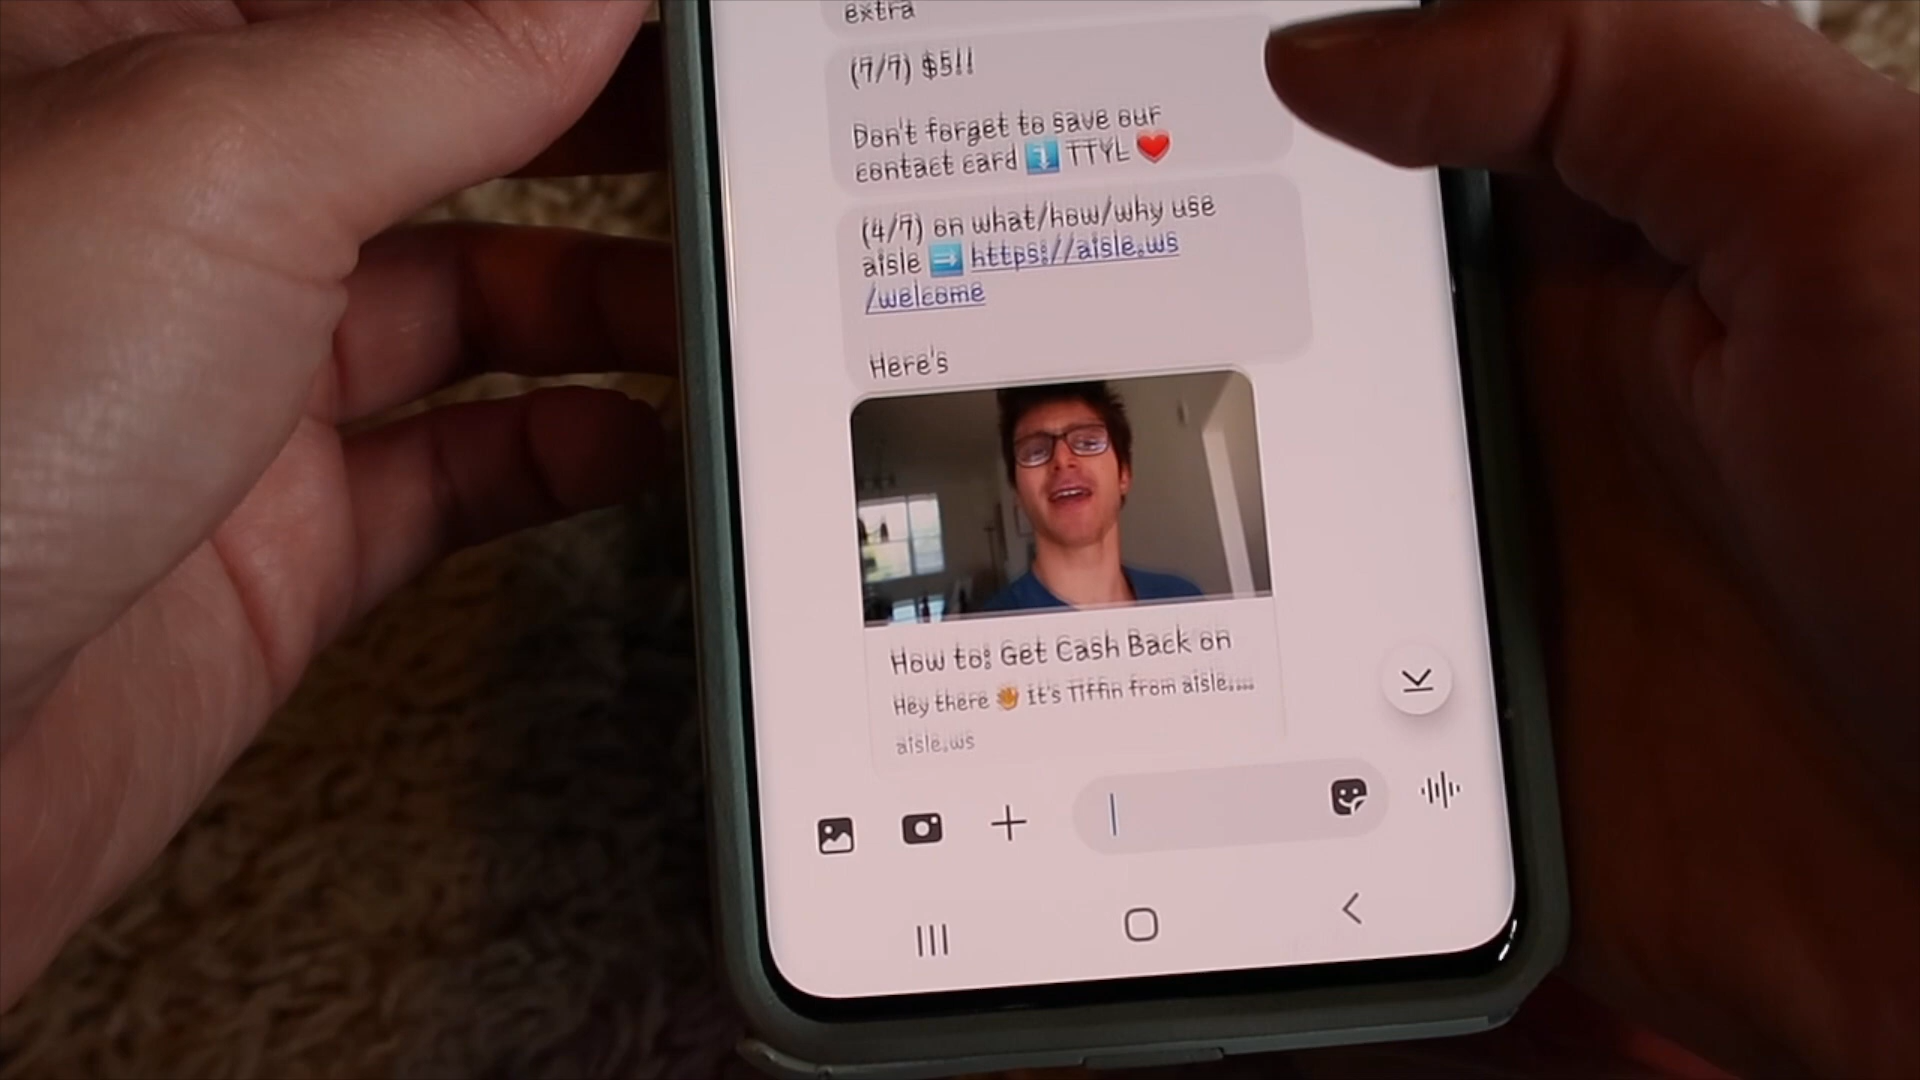 extra
(7/7) $5!!
Don't forget to save our
contact card ⤵️ TTYL ❤️
(4/7) on what/how/why use
aisle ➡️ https://aisle.ws
/welcome
Here's
How to: Get Cash Back on
Hey there 👋 It's Tiffin from aisle....
aisle.ws